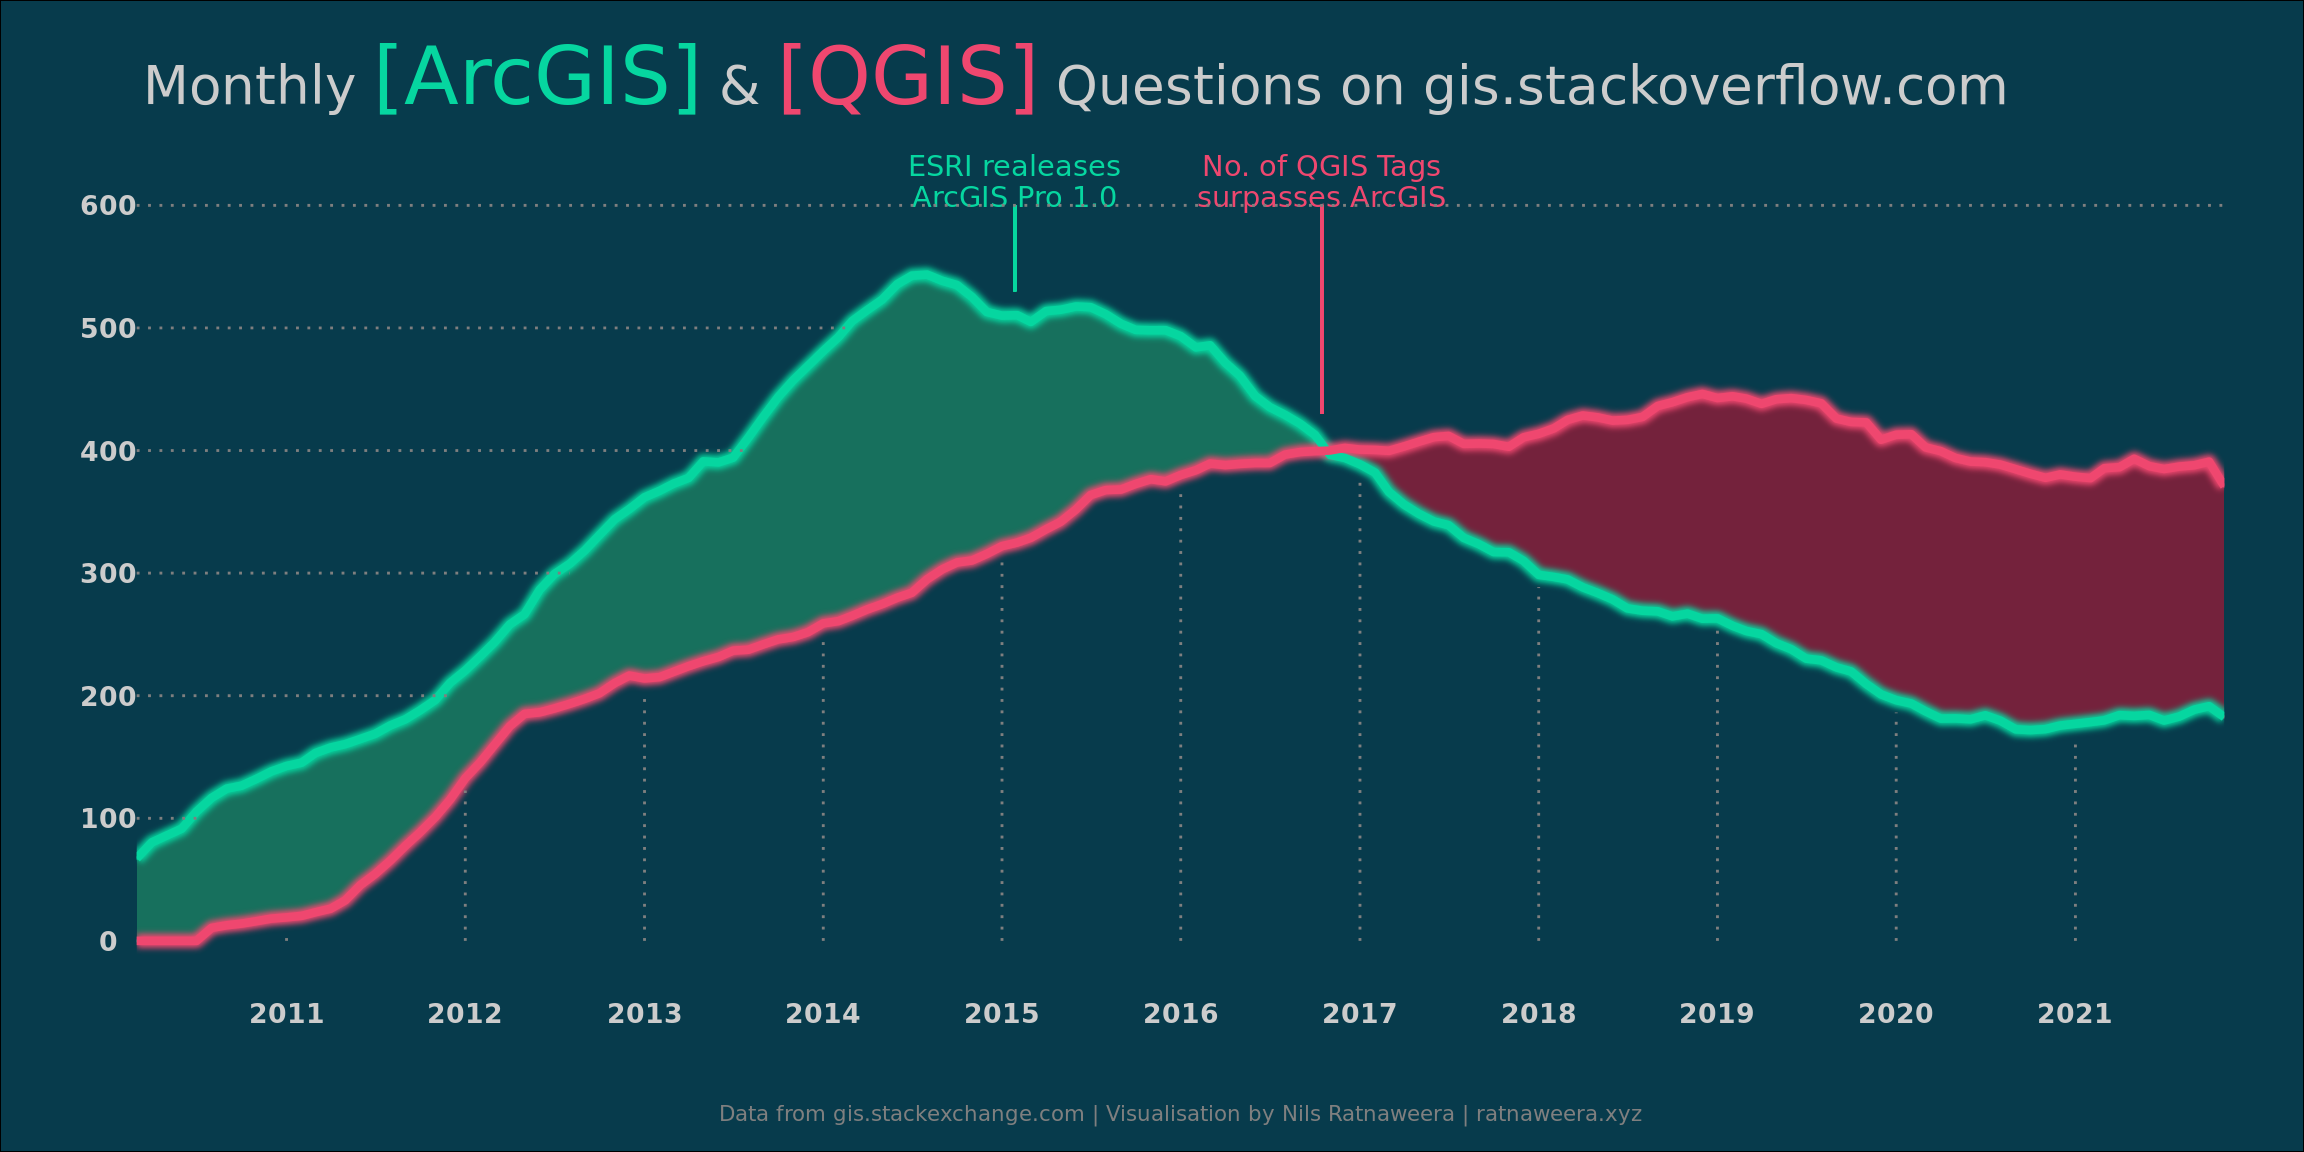 Monthly [ArcGIS] & [QGIS] Questions on gis.stackoverflow.com
ESRI realeases
ArcGIS Pro 1.0
No. of QGIS Tags
surpasses ArcGIS
600
500
400
300
200
100
0
2011 2012 2013 2014 2015 2016 2017 2018 2019 2020 2021
Data from gis.stackexchange.com | Visualisation by Nils Ratnaweera | ratnaweera.xyz